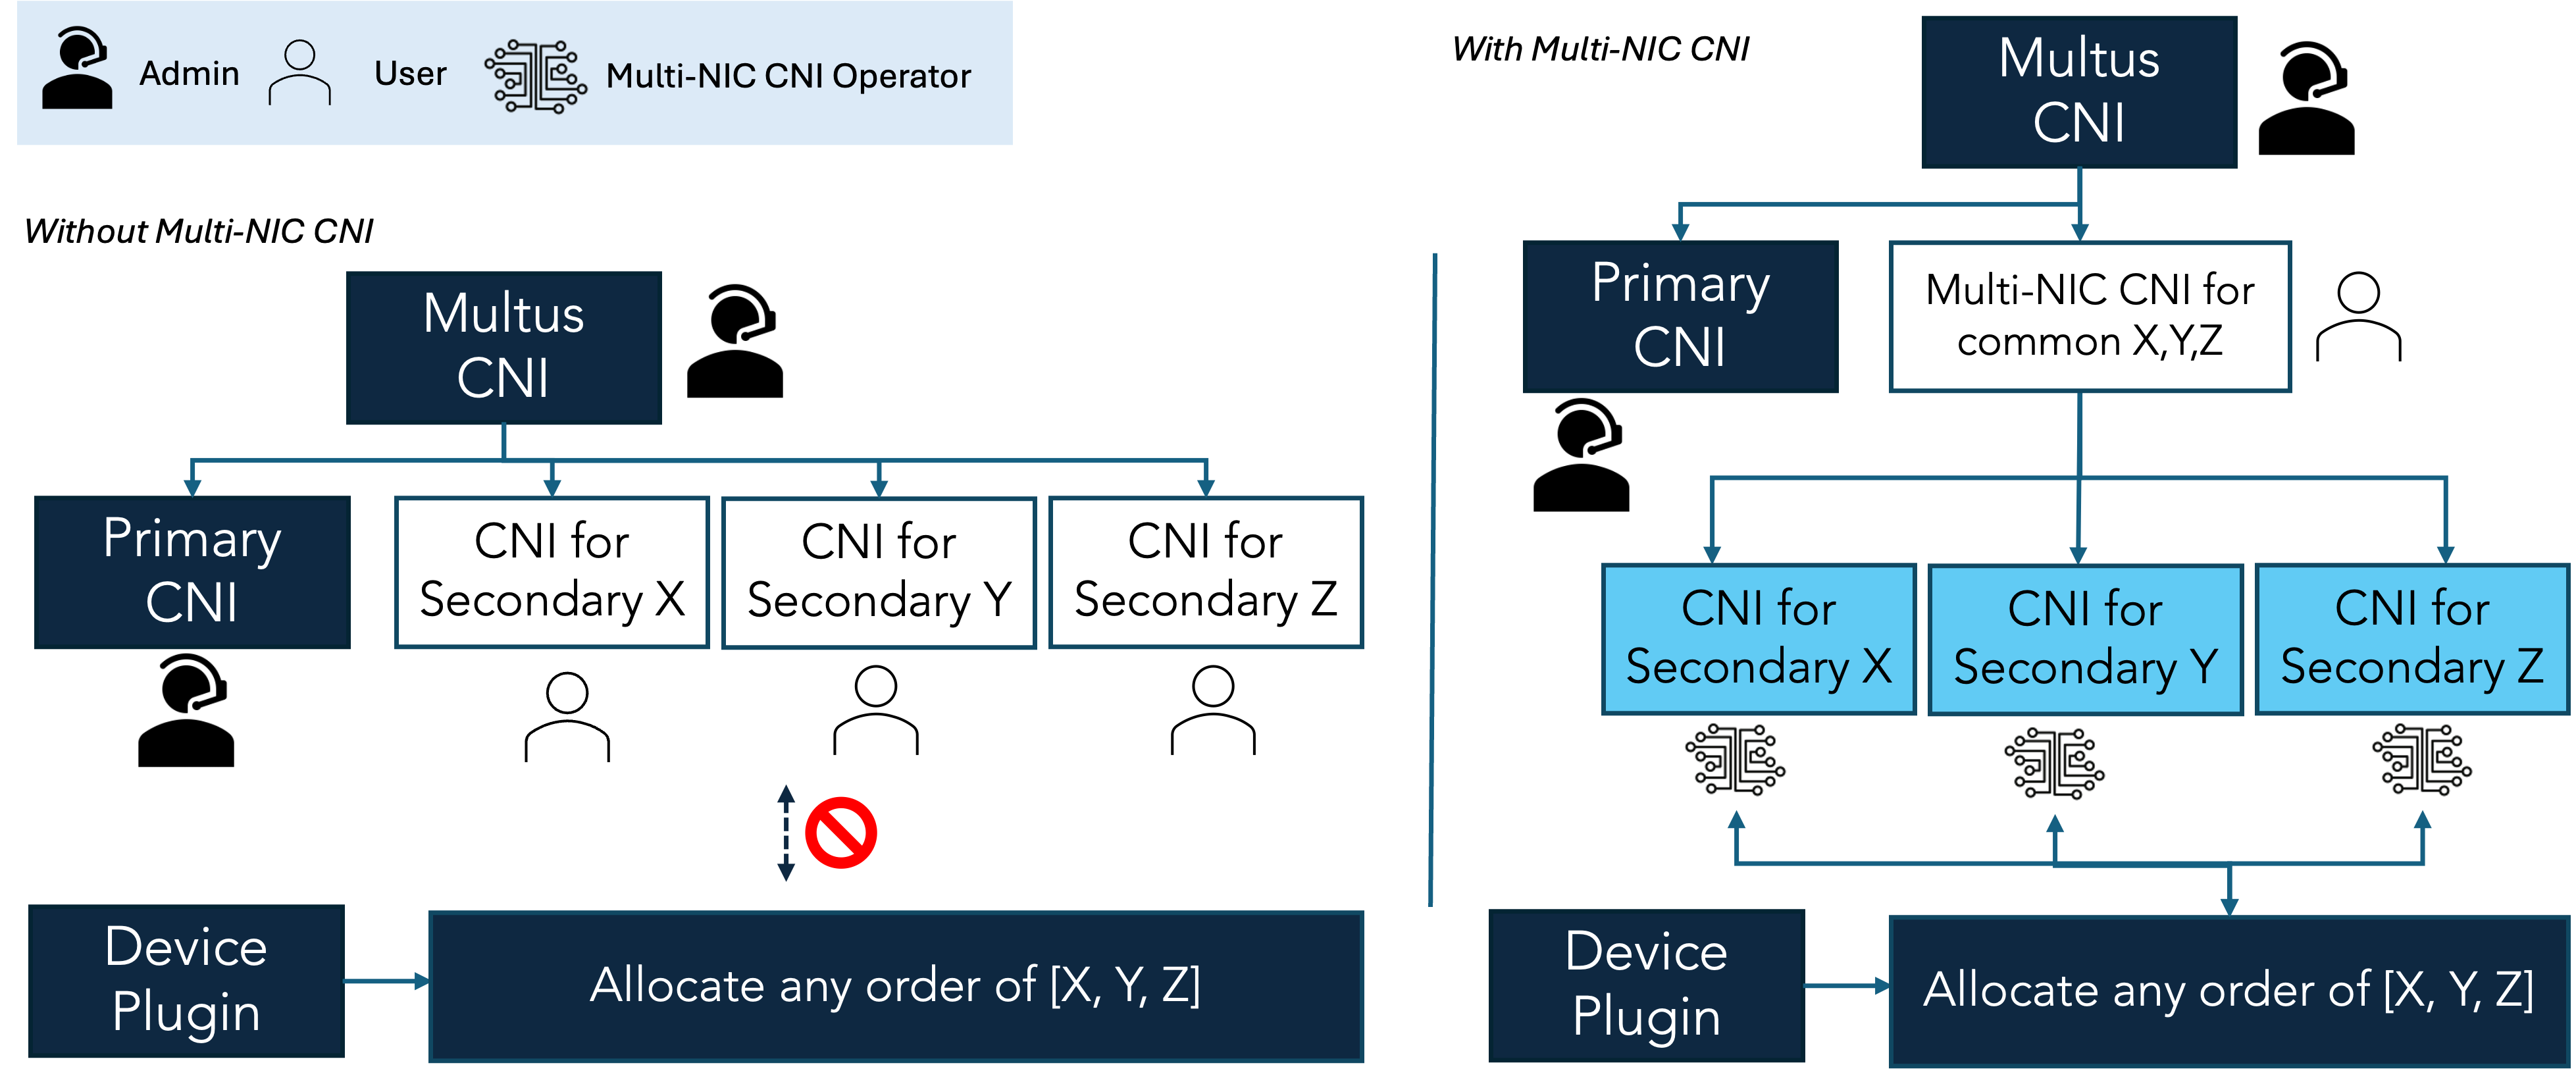 Admin
User
Multi-NIC CNI Operator
Without Multi-NIC CNI
Multus
CNI
Primary
CNI
CNI for
Secondary X
CNI for
Secondary Y
CNI for
Secondary Z
Device
Plugin
Allocate any order of [X, Y, Z]
With Multi-NIC CNI
Multus
CNI
Primary
CNI
Multi-NIC CNI for
common X,Y,Z
CNI for
Secondary X
CNI for
Secondary Y
CNI for
Secondary Z
Device
Plugin
Allocate any order of [X, Y, Z]